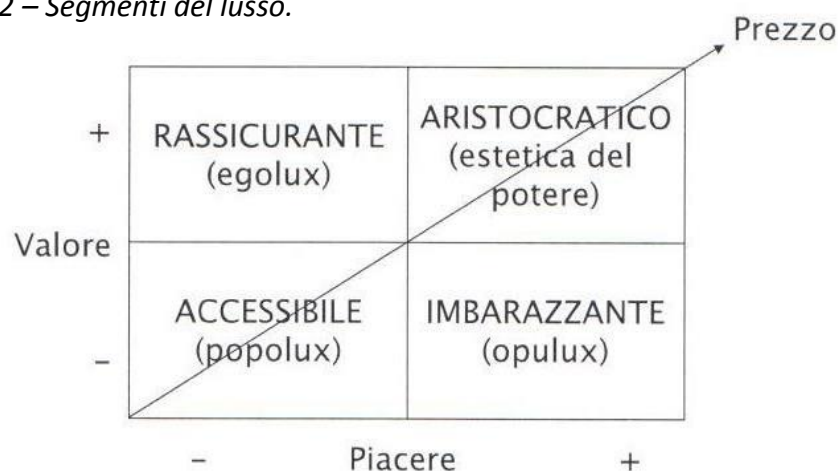 2 – Segmenti del lusso.
Prezzo
+
RASSICURANTE
(egolux)
ARISTOCRATICO
(estetica del
potere)
Valore
ACCESSIBILE
(popolux)
IMBARAZZANTE
(opulux)
–
– Piacere +